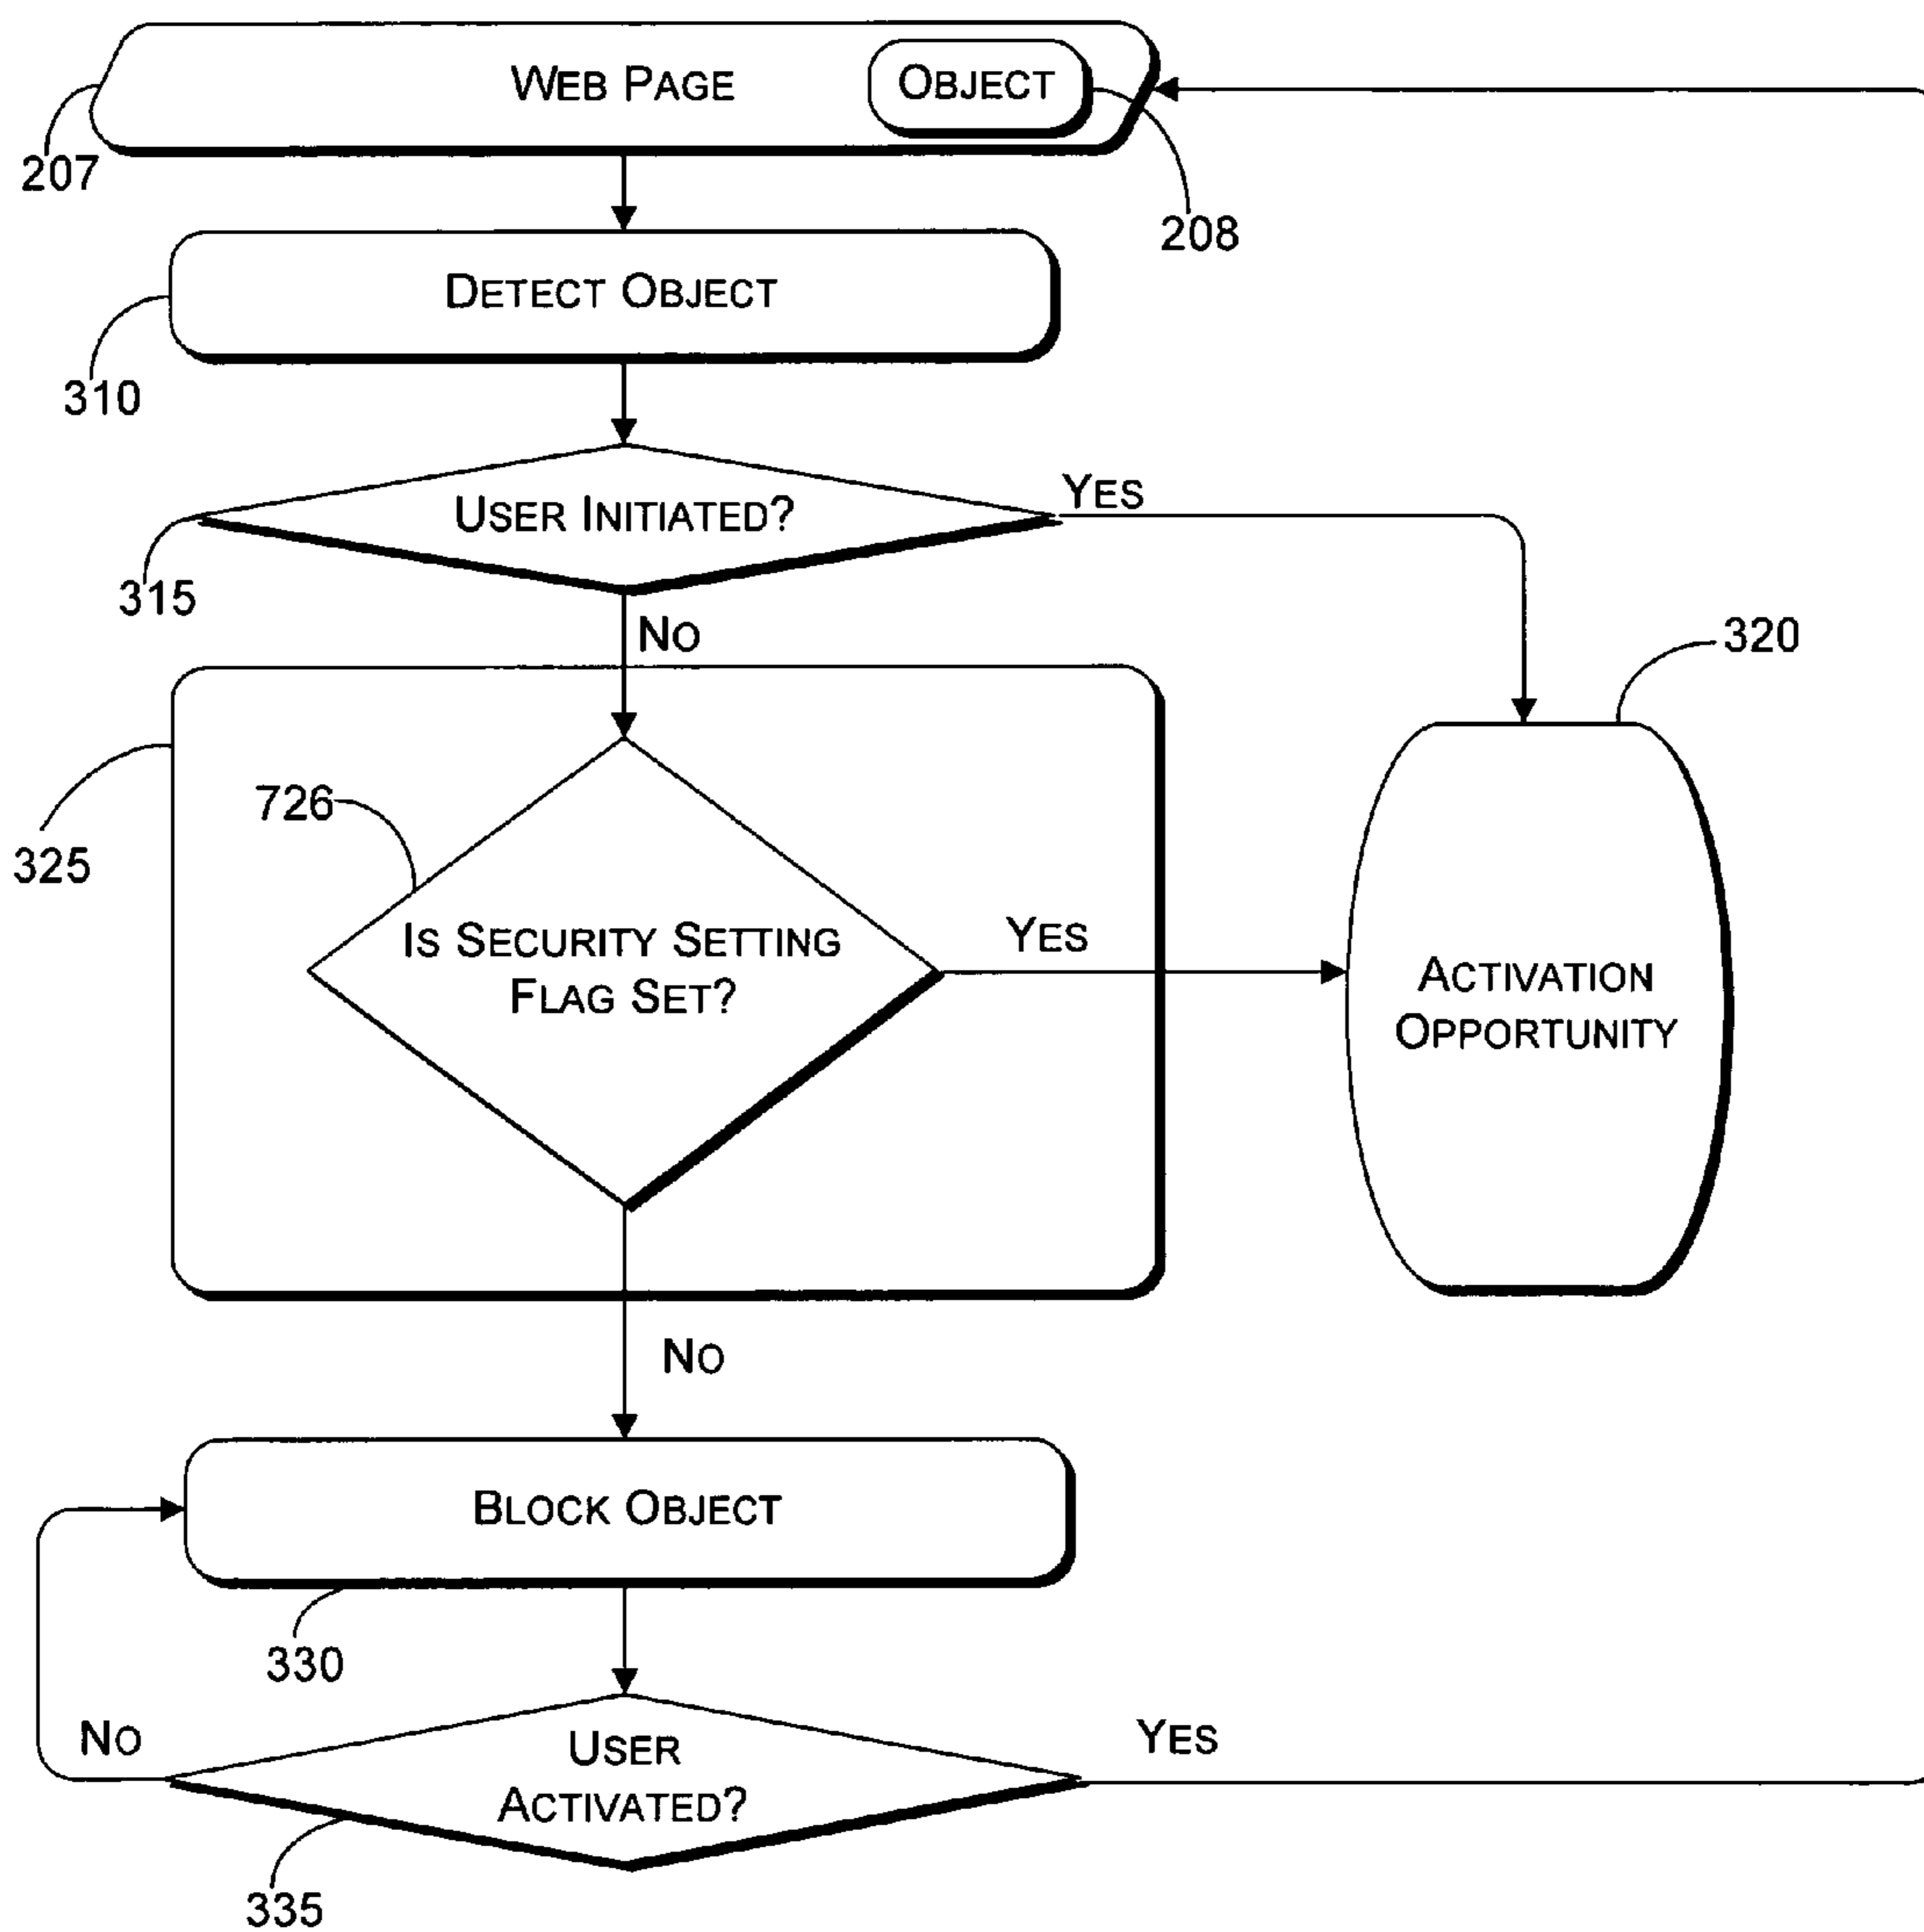 WEB PAGE
OBJECT
207
208
DETECT OBJECT
310
USER INITIATED?
YES
315
NO
320
726
325
IS SECURITY SETTING
FLAG SET?
YES
ACTIVATION
OPPORTUNITY
NO
BLOCK OBJECT
330
NO
USER
ACTIVATED?
YES
335